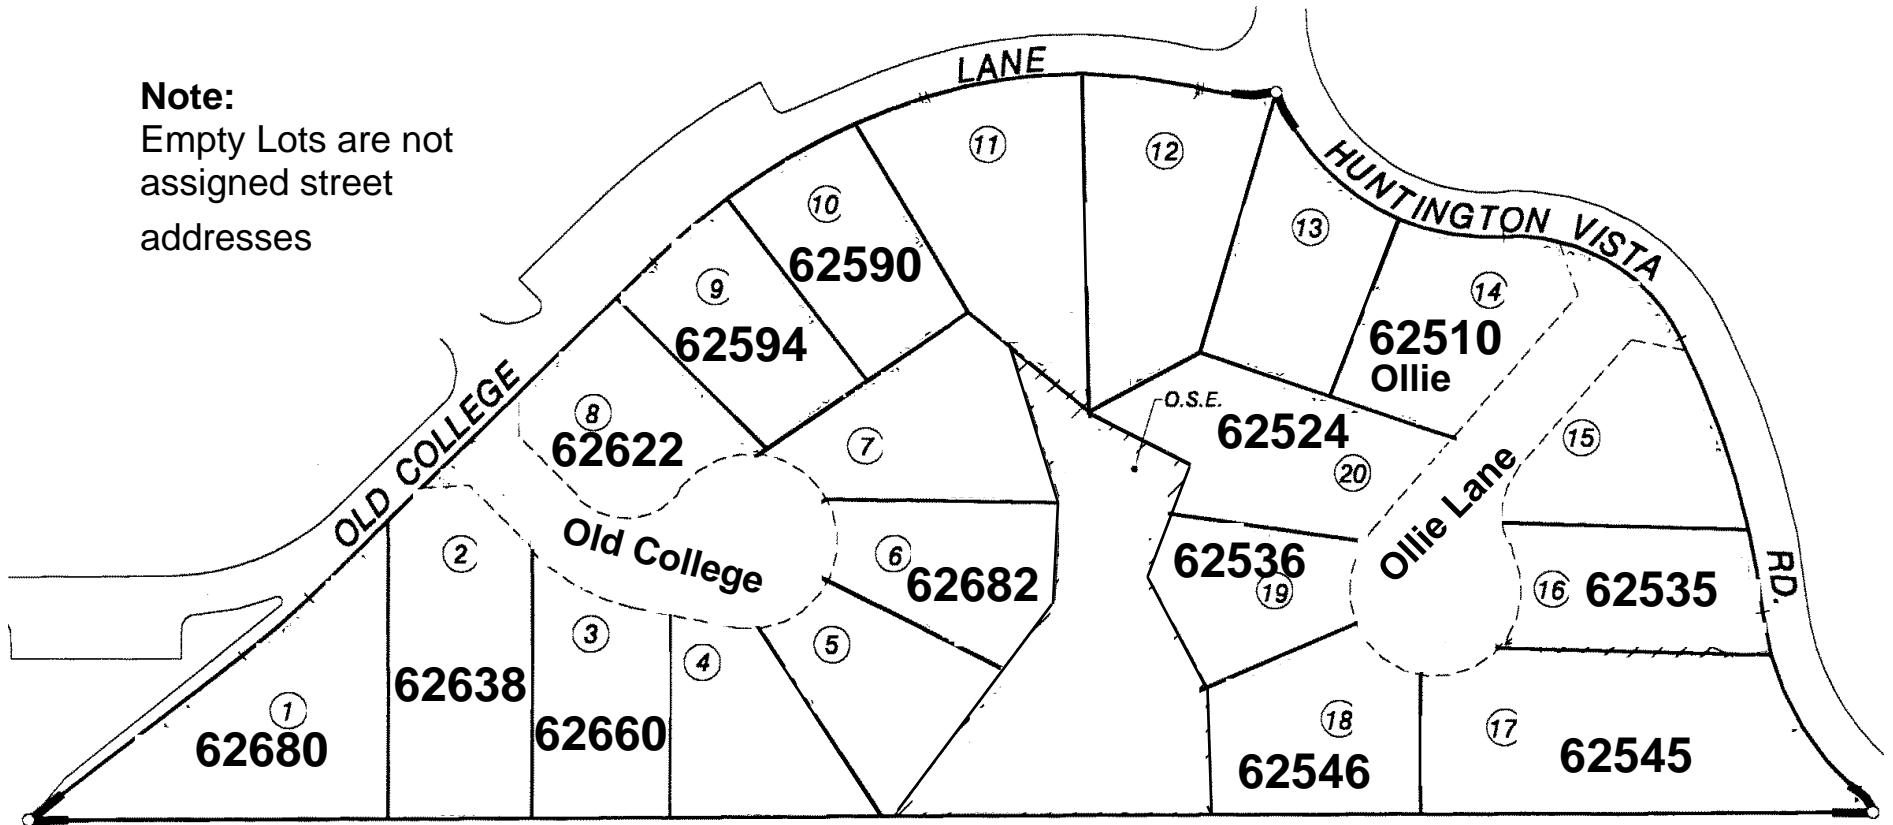 LANE
Note:
Empty Lots are not
assigned street
addresses
11
12
HUNTINGTON VISTA
10
13
62590
9
14
62594
62510
Ollie
OLD COLLEGE
O.S.E.
8
62622
7
62524
15
20
Ollie Lane
2
Old College
6
62682
62536
19
16
62535
RD.
3
5
4
62638
1
62680
62660
18
17
62546
62545